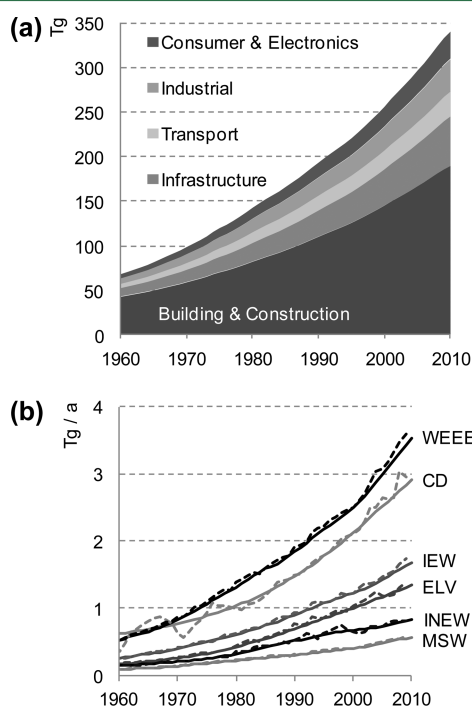 (a)
Tg
350
300
250
200
150
100
50
0
Consumer & Electronics
Industrial
Transport
Infrastructure
Building & Construction
1960 1970 1980 1990 2000 2010
(b)
Tg / a
4
3
2
1
0
WEEE
CD
IEW
ELV
INEW
MSW
1960 1970 1980 1990 2000 2010